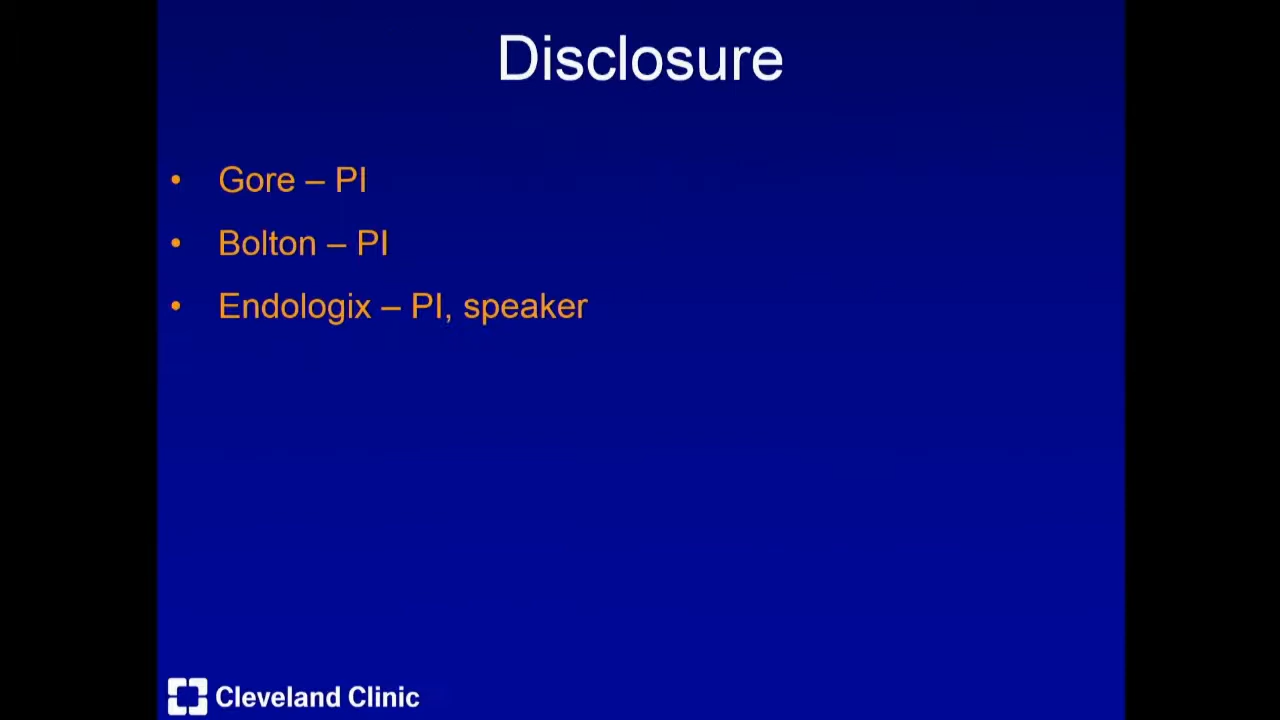 Disclosure
• Gore – PI
• Bolton – PI
• Endologix – PI, speaker
Cleveland Clinic